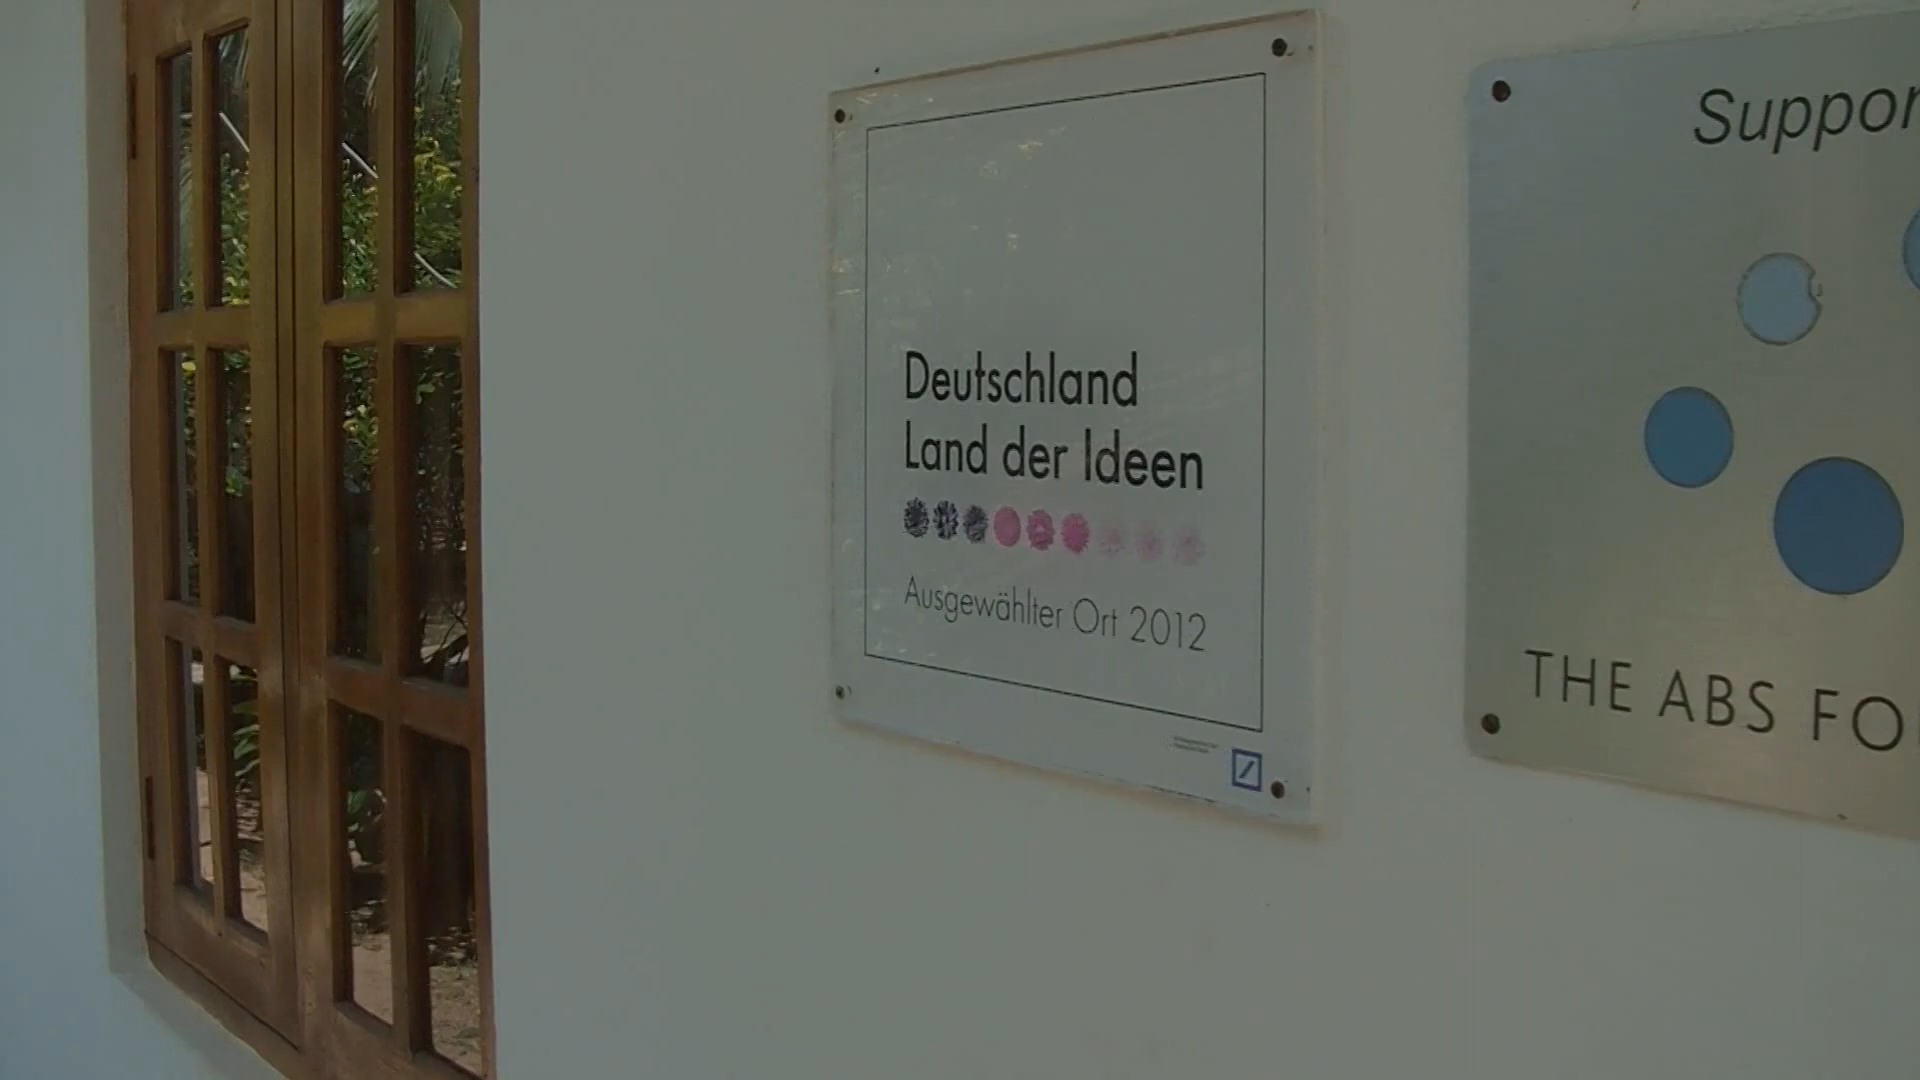 Deutschland
Land der Ideen
Ausgewählter Ort 2012
Suppor
THE ABS FO